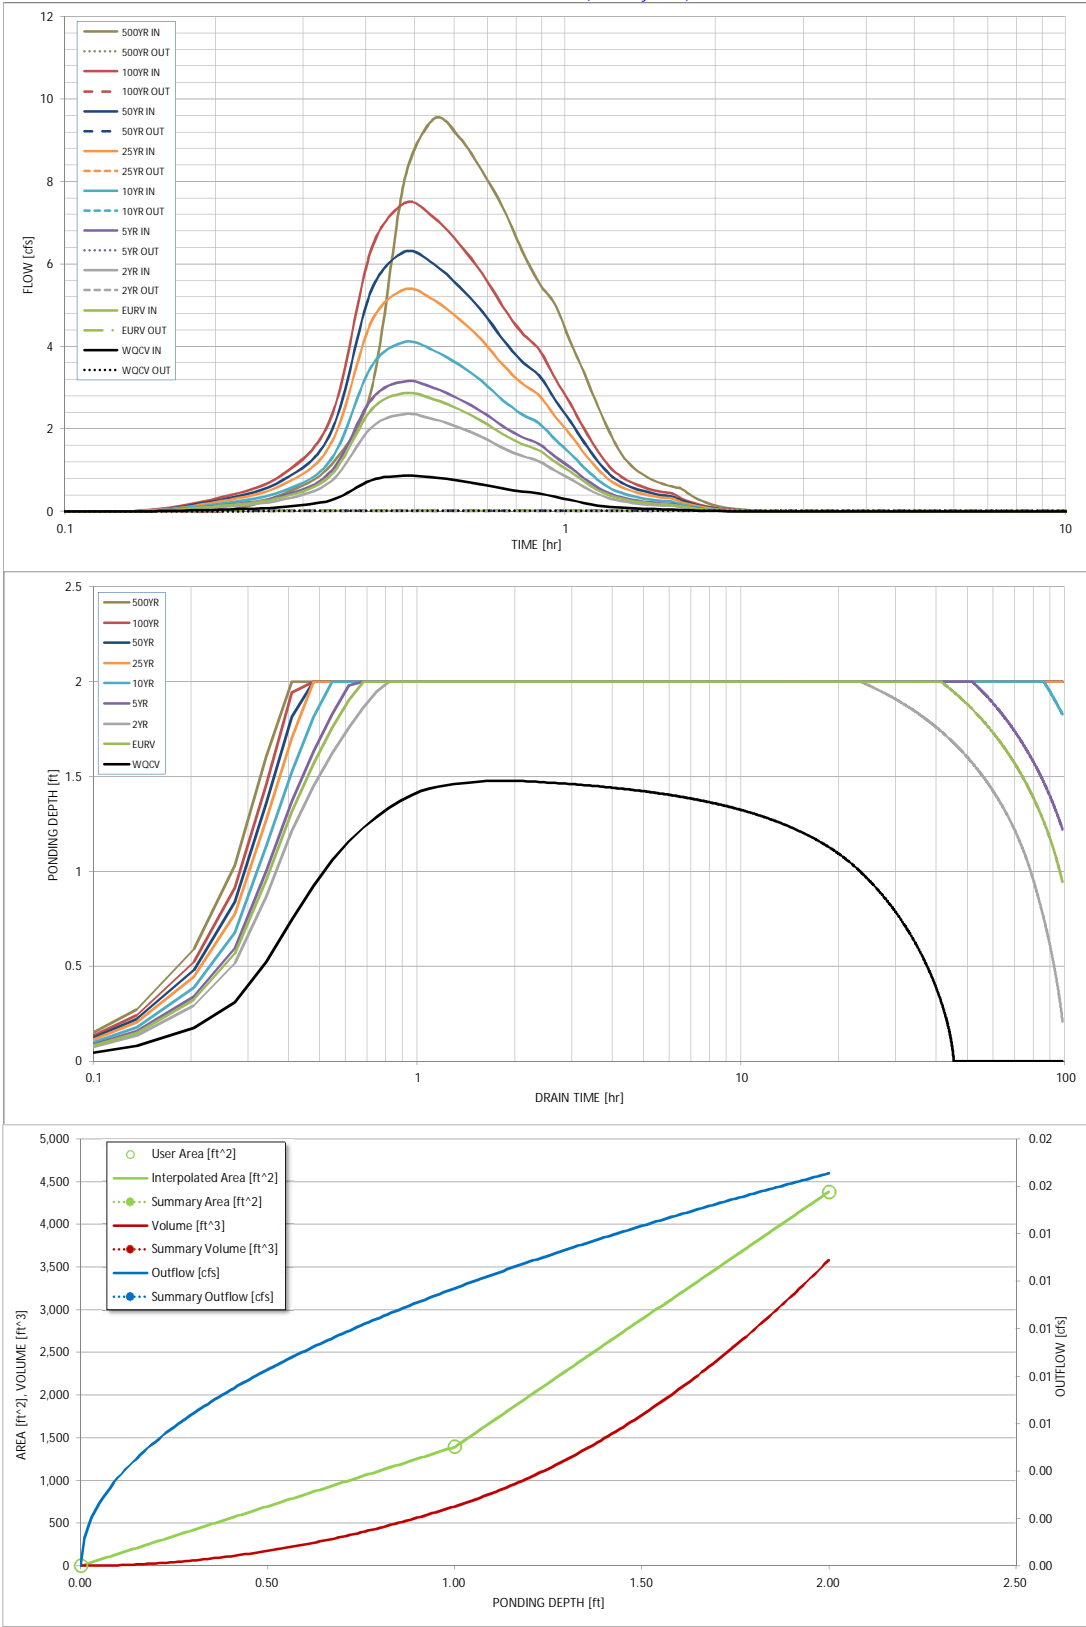 12
10
8
6
4
2
0
FLOW [cfs]
500YR IN
500YR OUT
100YR IN
100YR OUT
50YR IN
50YR OUT
25YR IN
25YR OUT
10YR IN
10YR OUT
5YR IN
5YR OUT
2YR IN
2YR OUT
EURV IN
EURV OUT
WQCV IN
WQCV OUT
0.1
1
10
TIME [hr]
2.5
2
1.5
1
0.5
0
PONDING DEPTH [ft]
500YR
100YR
50YR
25YR
10YR
5YR
2YR
EURV
WQCV
0.1
1
10
100
DRAIN TIME [hr]
5,000
4,500
4,000
3,500
3,000
2,500
2,000
1,500
1,000
500
0
AREA [ft^2], VOLUME [ft^3]
User Area [ft^2]
Interpolated Area [ft^2]
Summary Area [ft^2]
Volume [ft^3]
Summary Volume [ft^3]
Outflow [cfs]
Summary Outflow [cfs]
0.02
0.02
0.01
0.01
0.01
0.01
0.01
0.00
0.00
0.00
OUTFLOW [cfs]
0.00
0.50
1.00
1.50
2.00
2.50
PONDING DEPTH [ft]